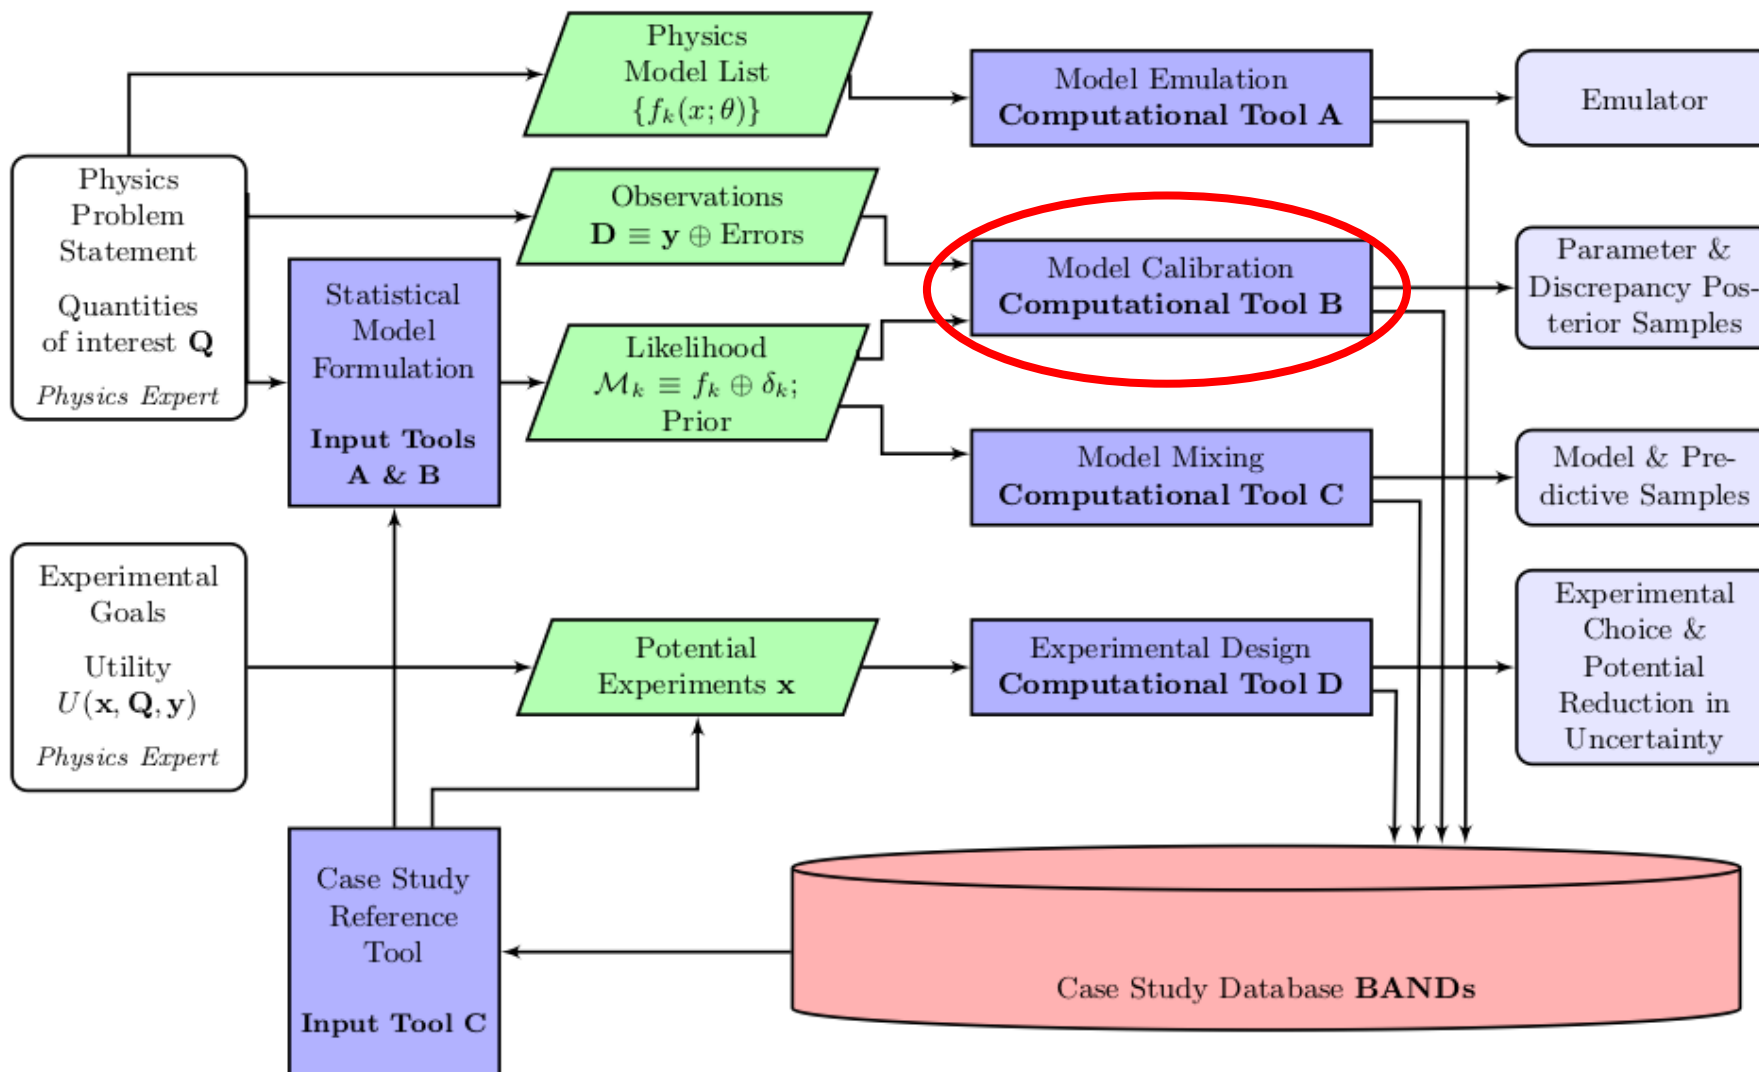 Physics
Model List
{f_k(x; θ)}
Model Emulation
Computational Tool A
Emulator
Physics
Problem
Statement
Quantities
of interest Q
Physics Expert
Observations
D ≡ y ⊕ Errors
Statistical
Model
Formulation
Input Tools
A & B
Likelihood
ℳ_k ≡ f_k ⊕ δ_k;
Prior
Model Calibration
Computational Tool B
Parameter &
Discrepancy Pos-
terior Samples
Model Mixing
Computational Tool C
Model & Pre-
dictive Samples
Experimental
Goals
Utility
U(x, Q, y)
Physics Expert
Potential
Experiments x
Experimental Design
Computational Tool D
Experimental
Choice &
Potential
Reduction in
Uncertainty
Case Study
Reference
Tool
Input Tool C
Case Study Database BANDs